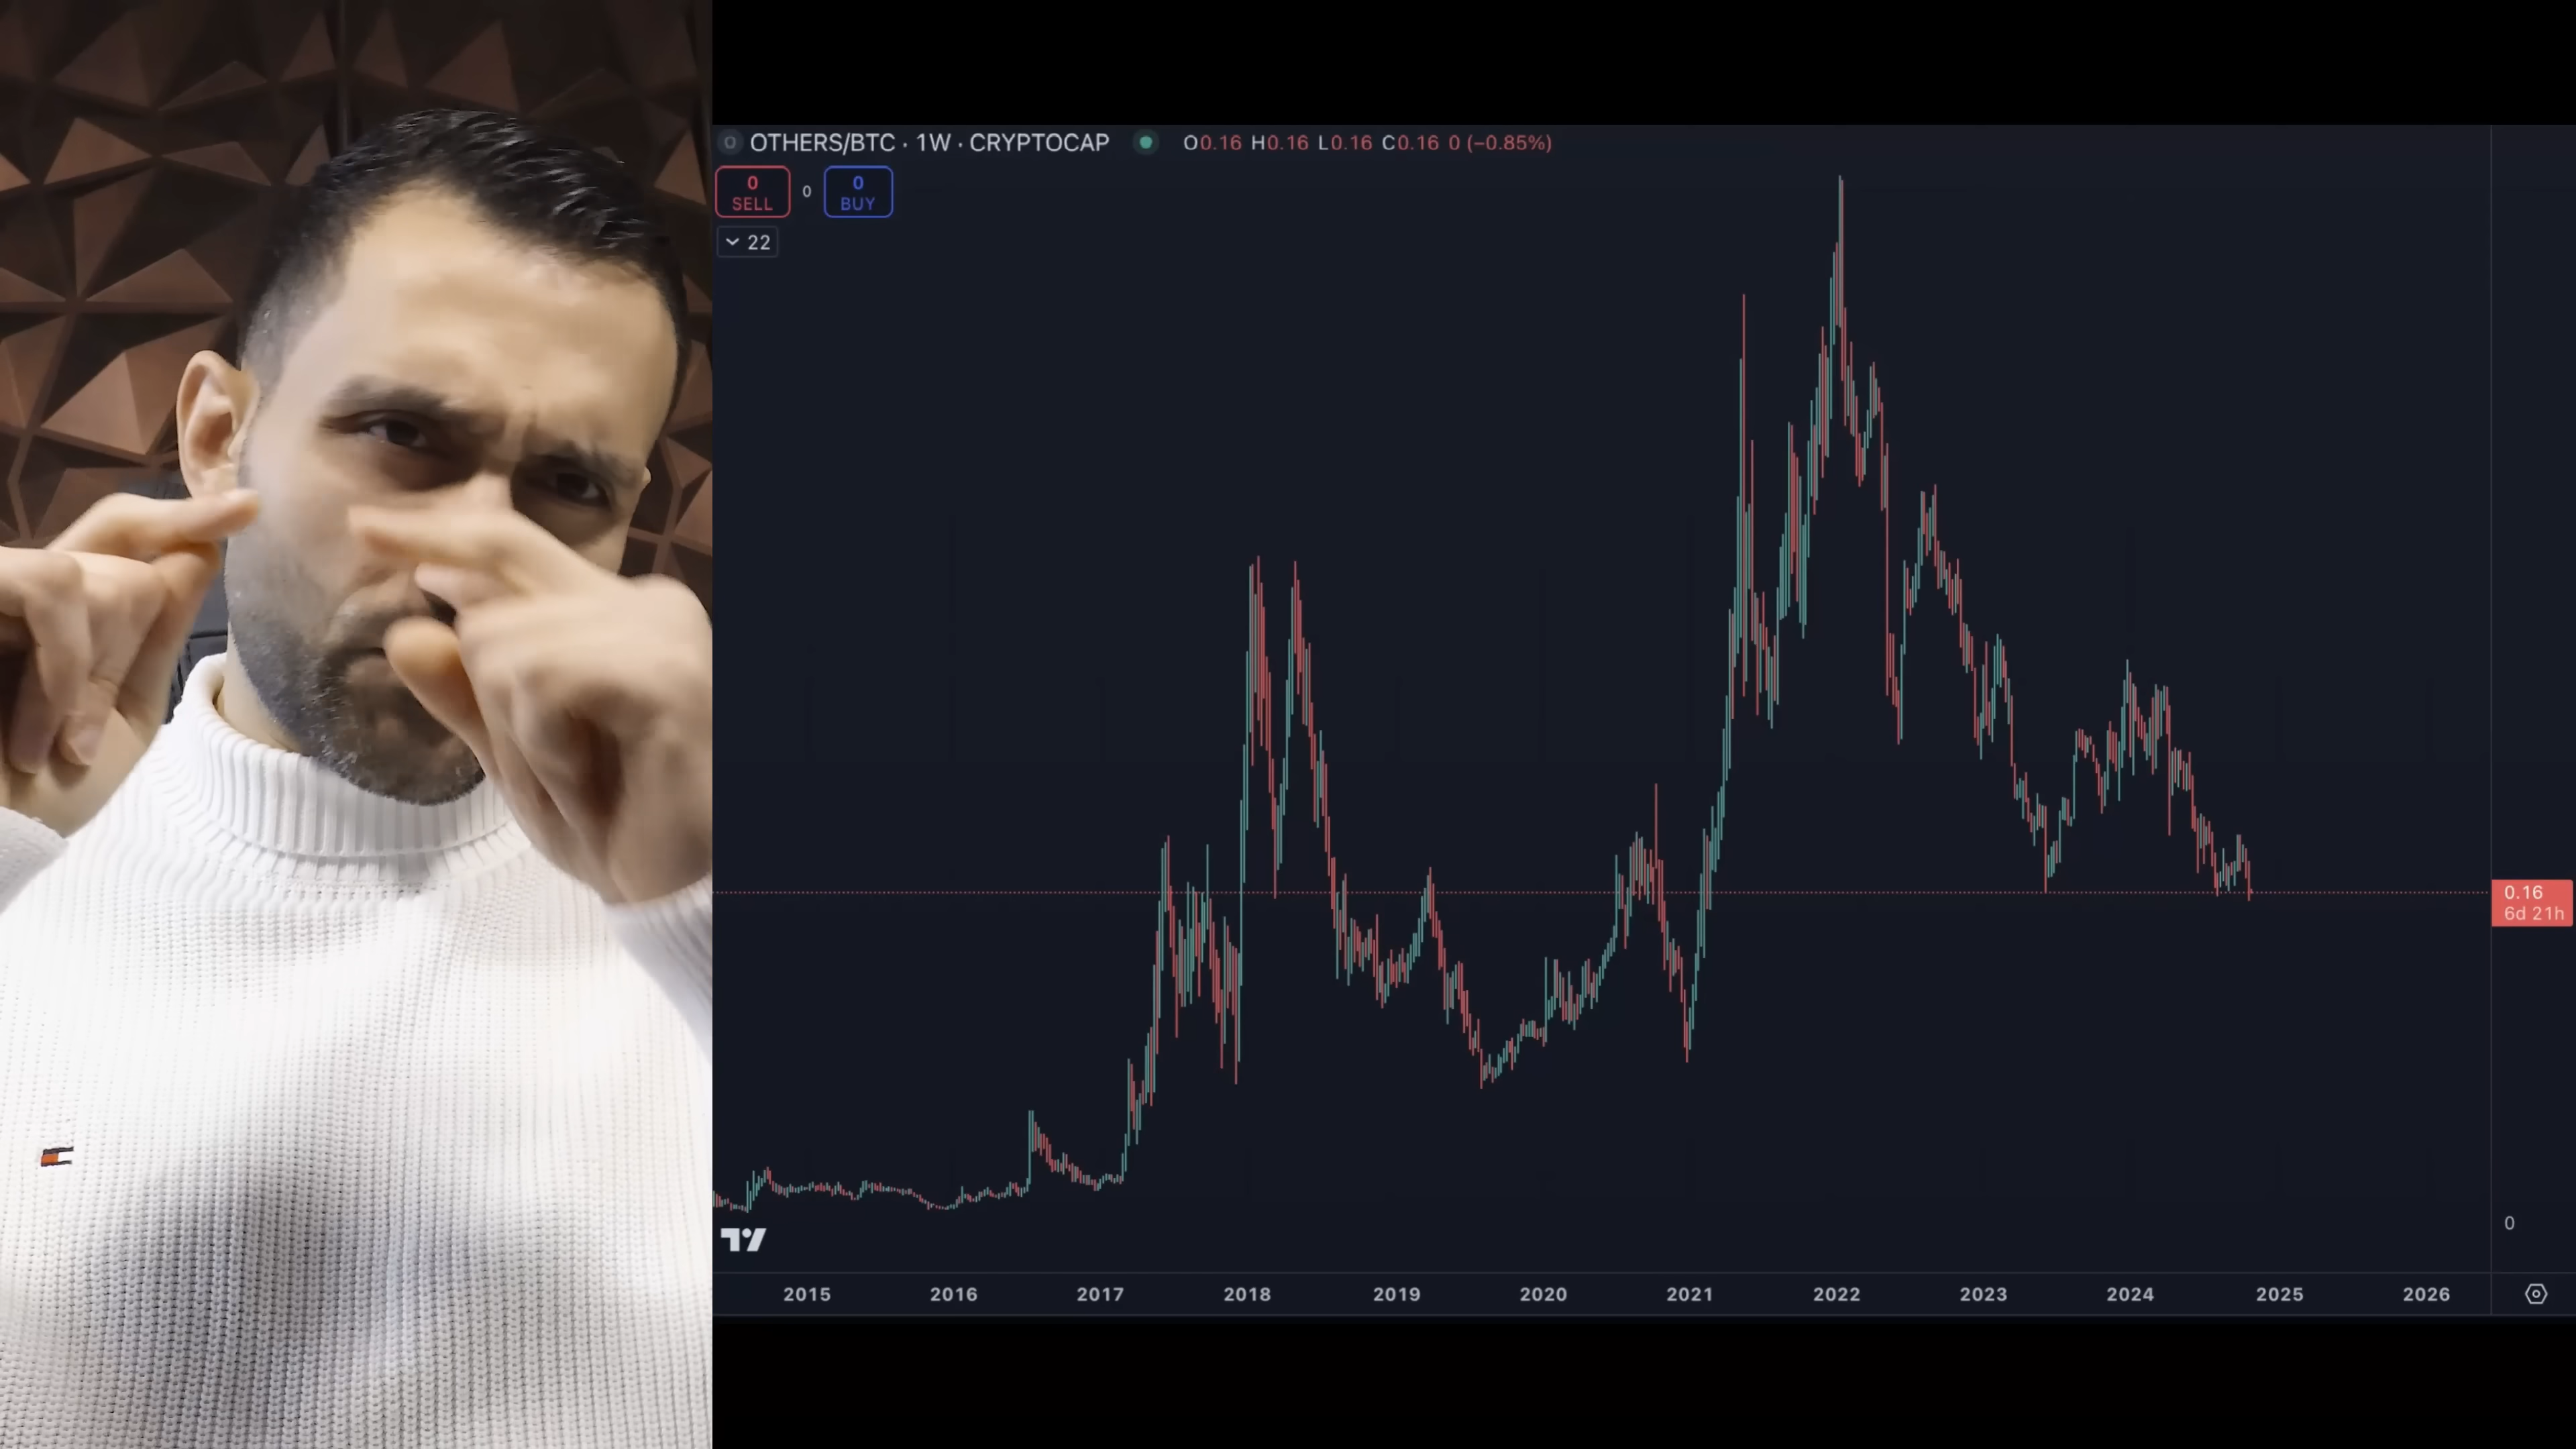 O OTHERS/BTC · 1W · CRYPTOCAP O0.16 H0.16 L0.16 C0.16 0 (−0.85%)
0 SELL 0 0 BUY
22
0.16
6d 21h
0
2015 2016 2017 2018 2019 2020 2021 2022 2023 2024 2025 2026